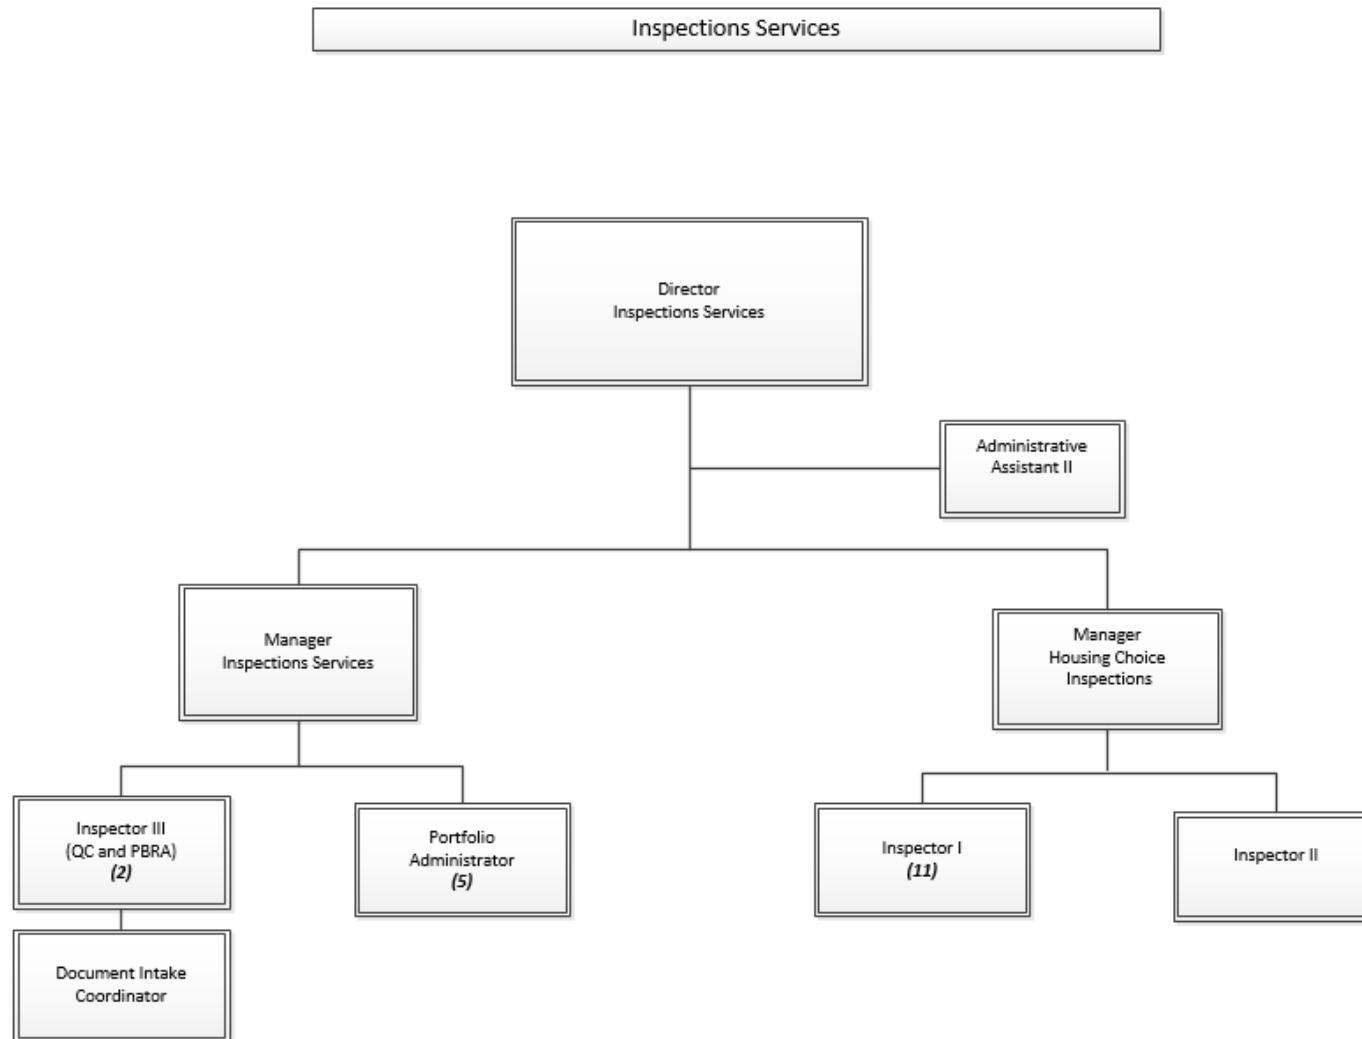 Inspections Services
Director
Inspections Services
Administrative
Assistant II
Manager
Inspections Services
Manager
Housing Choice
Inspections
Inspector III
(QC and PBRA)
(2)
Portfolio
Administrator
(5)
Inspector I
(11)
Inspector II
Document Intake
Coordinator